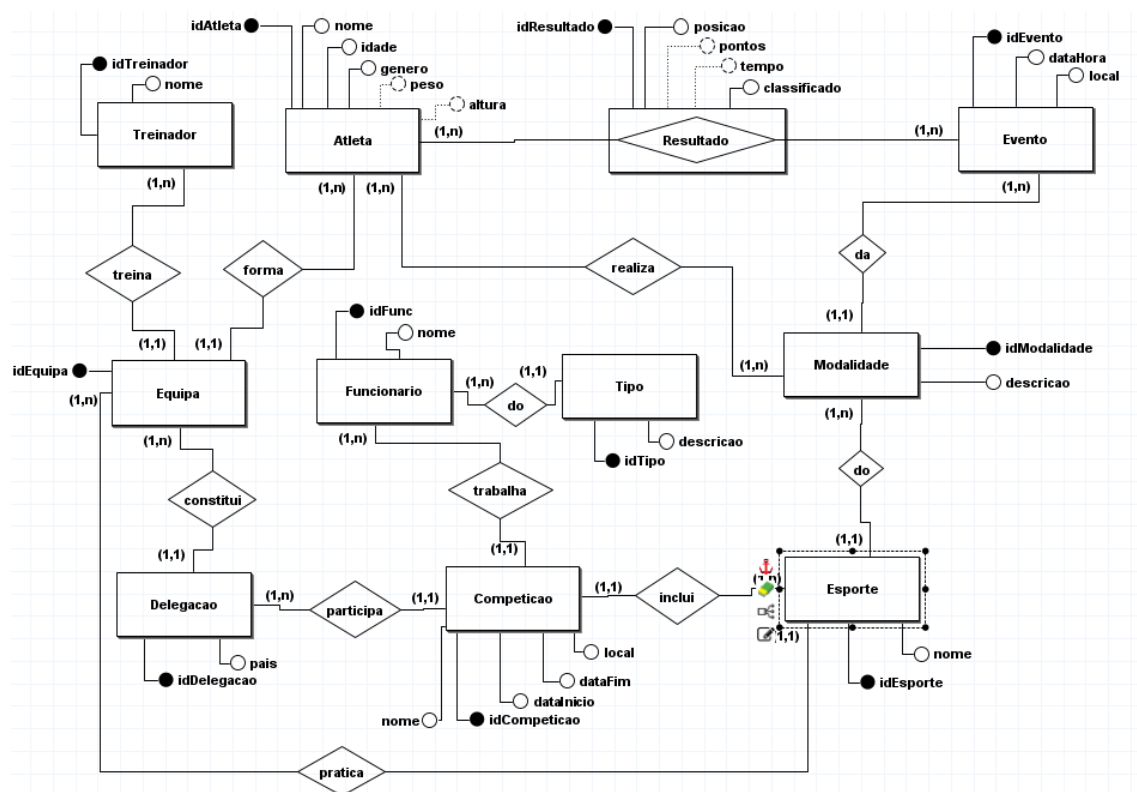 idAtleta
nome
idResultado
posicao
idEvento
idade
pontos
dataHora
idTreinador
genero
tempo
local
nome
peso
classificado
altura
Treinador
Atleta
(1,n)
Resultado
(1,n)
Evento
(1,n)
(1,n)
(1,n)
(1,n)
treina
forma
realiza
da
idFunc
nome
(1,1)
(1,1)
(1,1)
idEquipa
Equipa
(1,n)
Funcionario
(1,n)
do
(1,1)
Tipo
(1,n)
Modalidade
idModalidade
descricao
(1,n)
(1,n)
descricao
idTipo
(1,n)
constitui
trabalha
do
(1,1)
(1,1)
(1,1)
Delegacao
(1,n)
participa
(1,1)
Competicao
(1,1)
inclui
Esporte
pais
idDelegacao
local
dataFim
dataInicio
nome
idCompeticao
nome
idEsporte
pratica